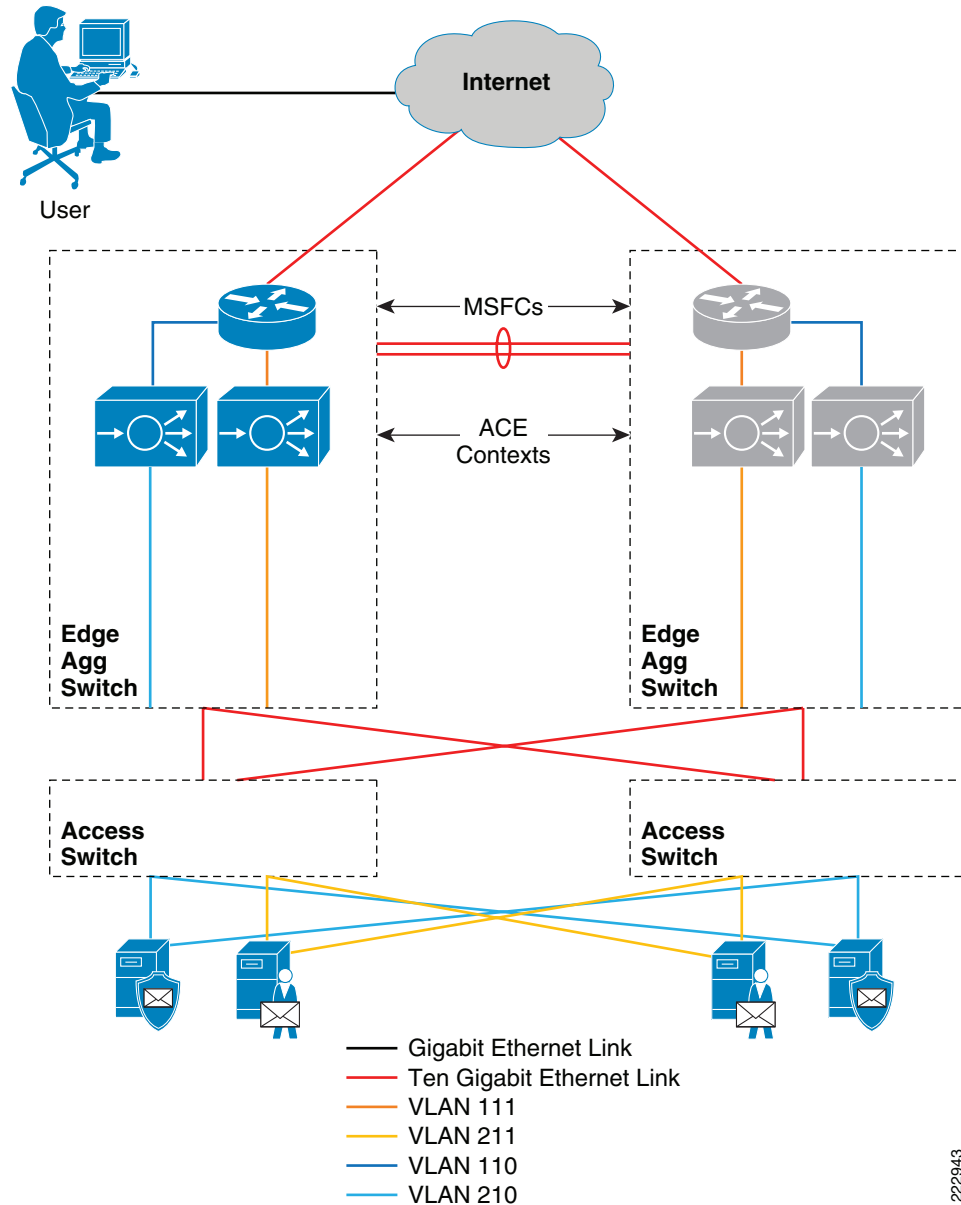 Internet
User
MSFCs
ACE
Contexts
Edge
Agg
Switch
Edge
Agg
Switch
Access
Switch
Access
Switch
Gigabit Ethernet Link
Ten Gigabit Ethernet Link
VLAN 111
VLAN 211
VLAN 110
VLAN 210
222943